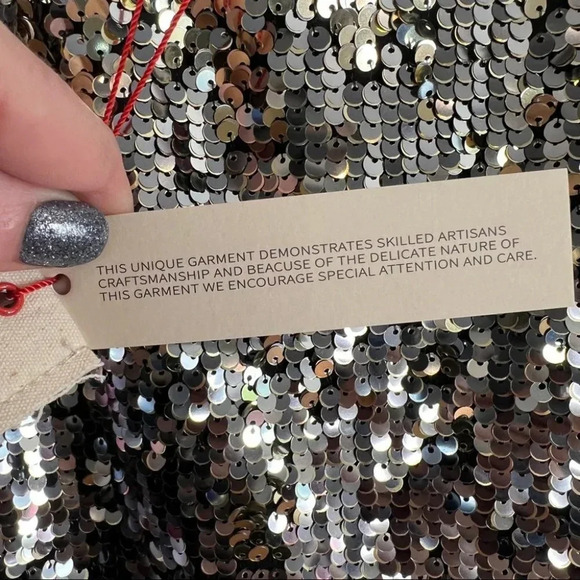 THIS UNIQUE GARMENT DEMONSTRATES SKILLED ARTISANS
CRAFTSMANSHIP AND BEACUSE OF THE DELICATE NATURE OF
THIS GARMENT WE ENCOURAGE SPECIAL ATTENTION AND CARE.